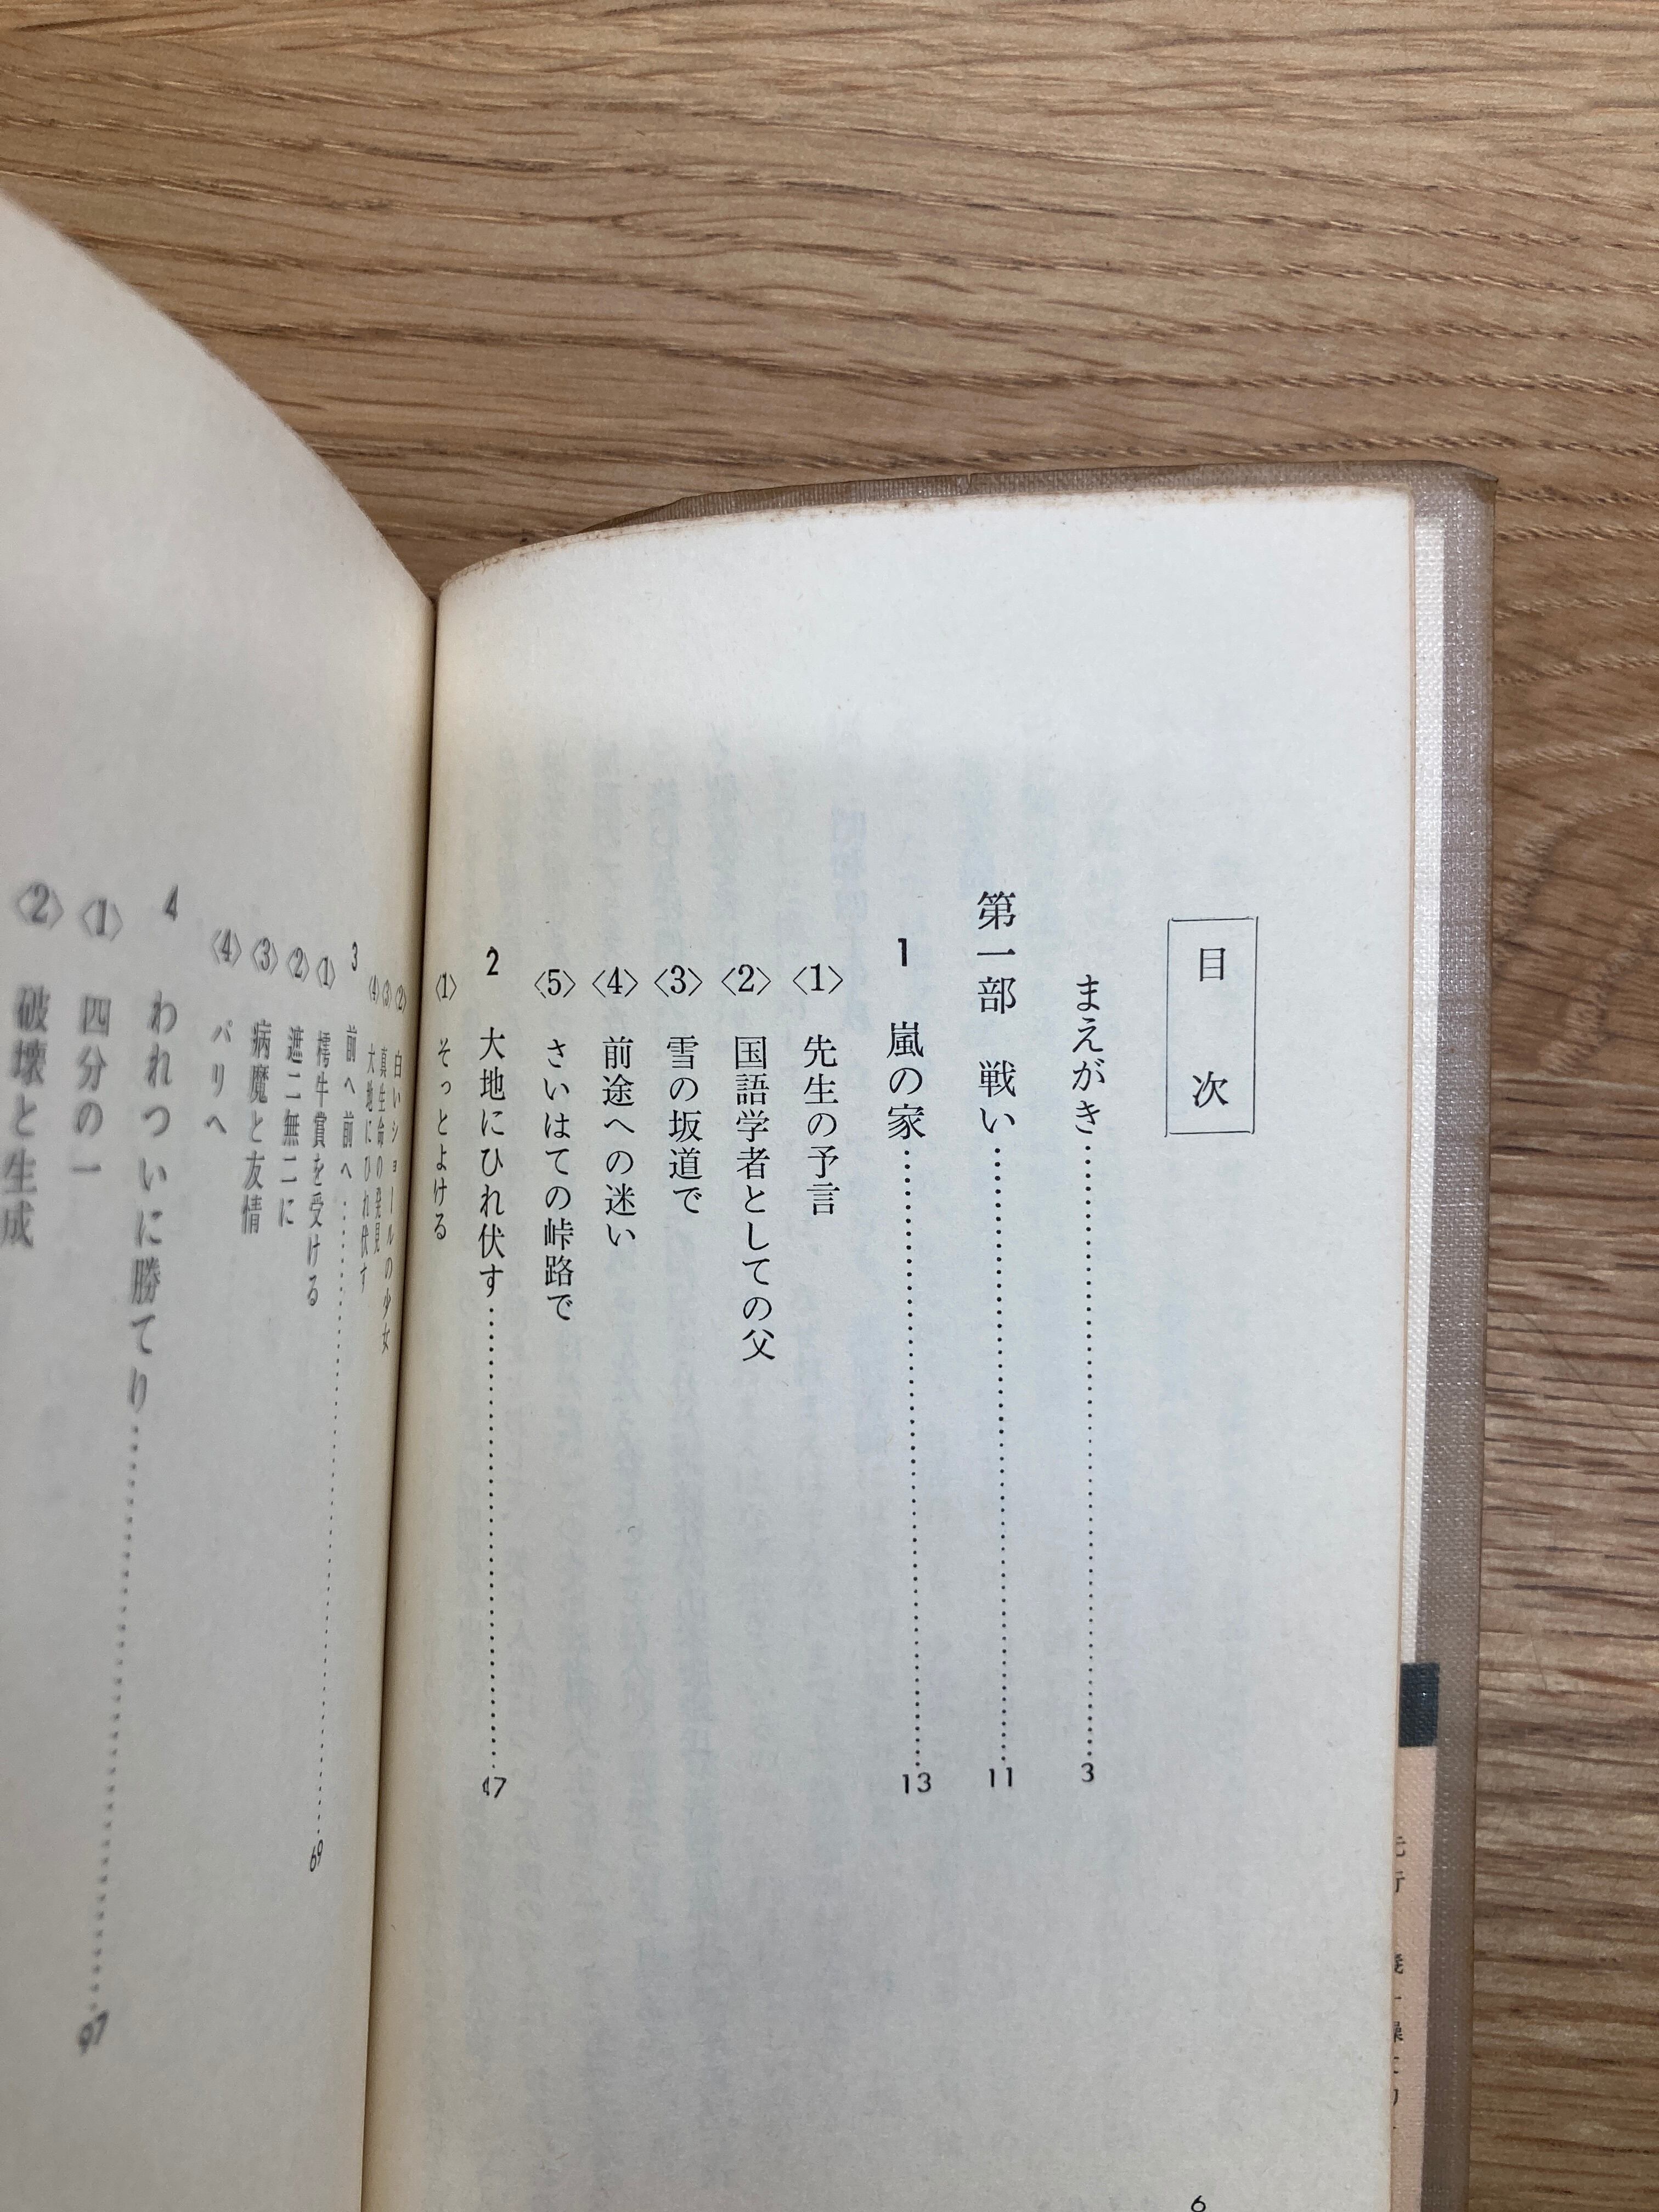 目次
まえがき……3
第一部 戦い……11
1 嵐の家……13
〈1〉 先生の予言
〈2〉 国語学者としての父
〈3〉 雪の坂道で
〈4〉 前途への迷い
〈5〉 さいはての峠路で
2 大地にひれ伏す……47
〈1〉 そっとよける
6
〈2〉 白いショールの少女
〈3〉 真生命の発見
〈4〉 大地にひれ伏す
3 前へ前へ……69
〈1〉 樗牛賞を受ける
〈2〉 遮二無二に
〈3〉 病魔と友情
〈4〉 パリへ
4 われついに勝てり……97
〈1〉 四分の一
〈2〉 破壊と生成